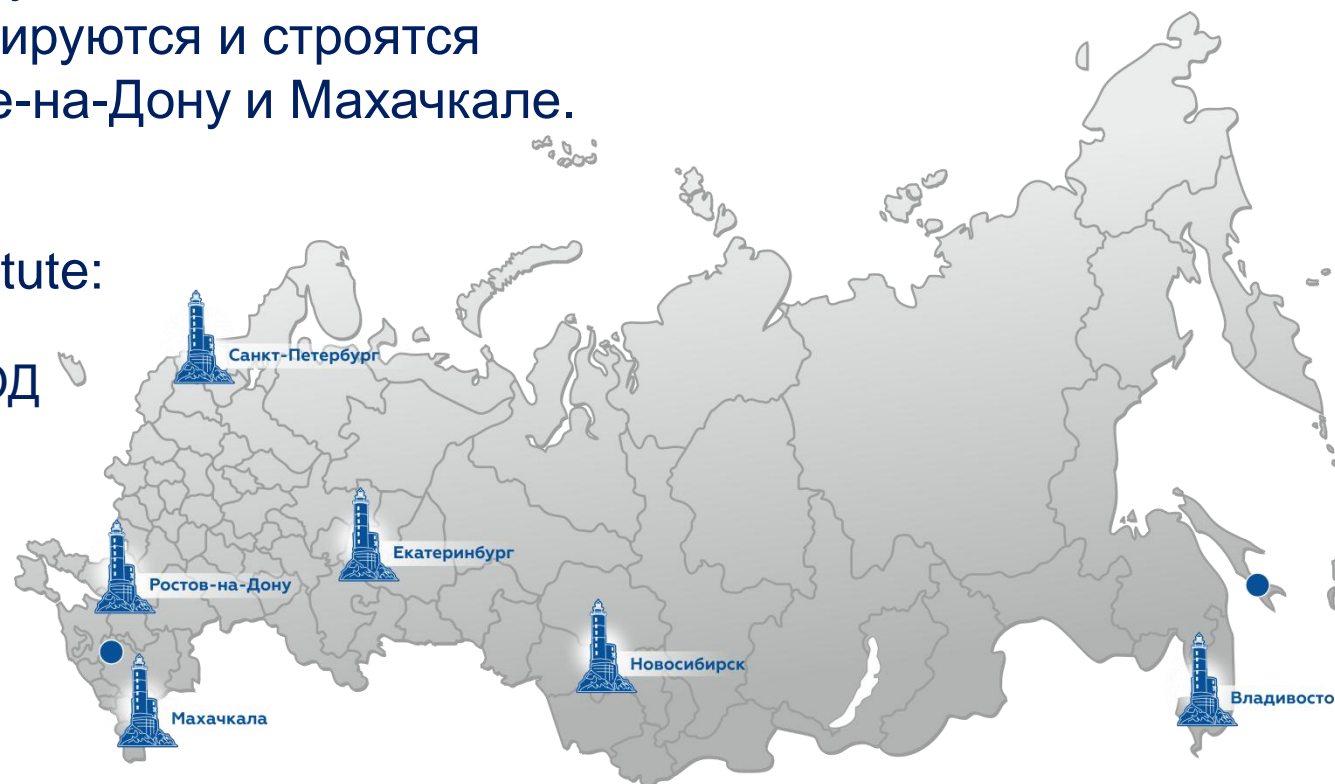 ируются и строятся
е-на-Дону и Махачкале.
tute:
ОД
Санкт-Петербург
Екатеринбург
Ростов-на-Дону
Новосибирск
Владивосто
Махачкала